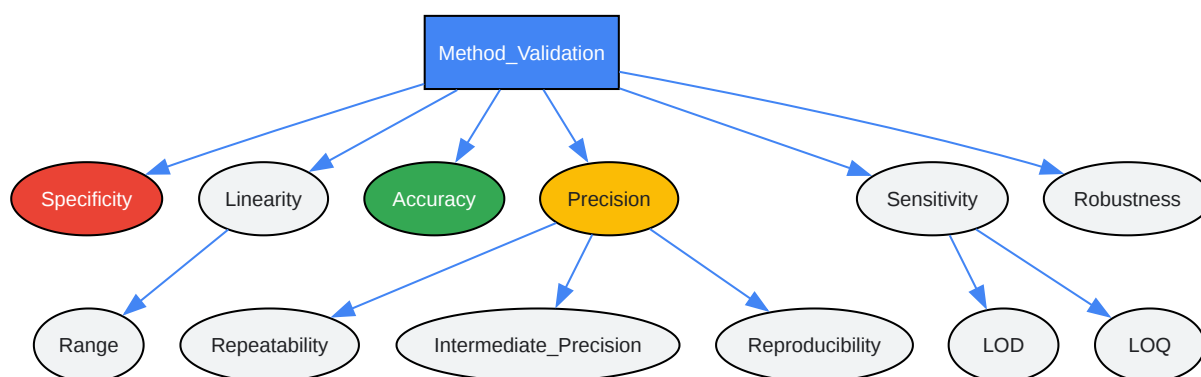 Method_Validation
Specificity
Linearity
Accuracy
Precision
Sensitivity
Robustness
Range
Repeatability
Intermediate_Precision
Reproducibility
LOD
LOQ